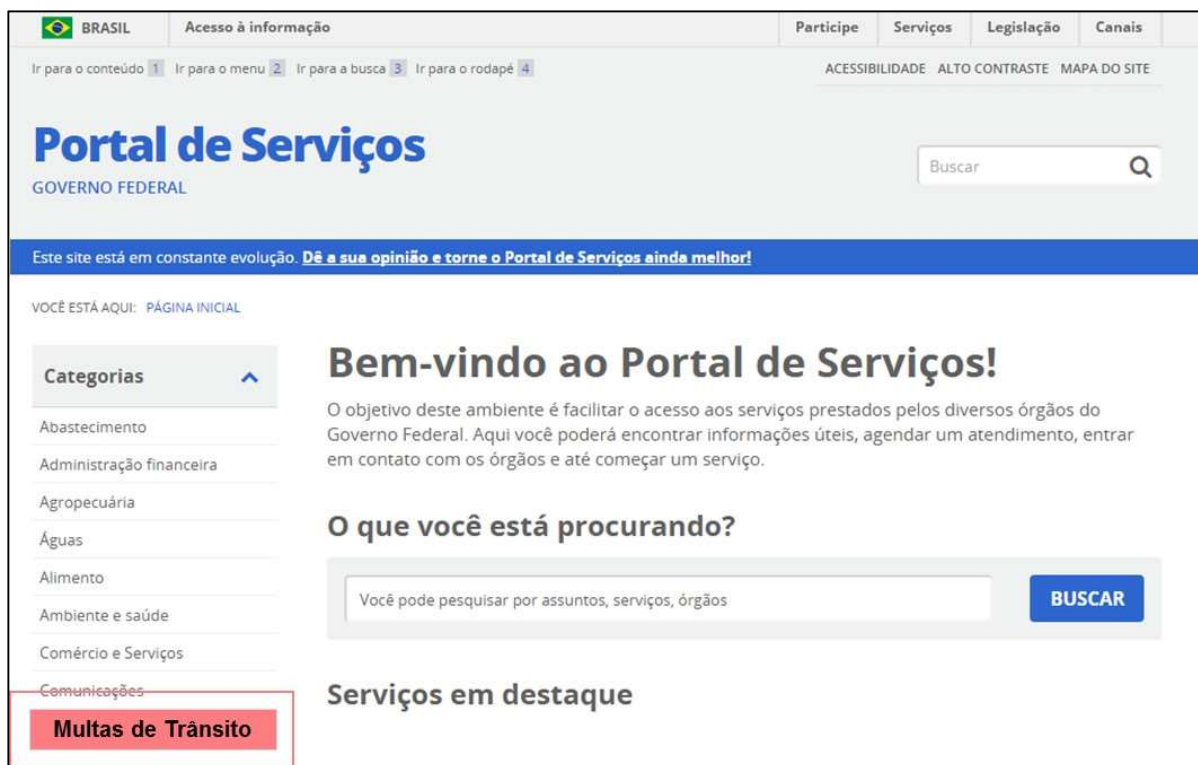 BRASIL Acesso à informação Participe Serviços Legislação Canais
Ir para o conteúdo 1 Ir para o menu 2 Ir para a busca 3 Ir para o rodapé 4 ACESSIBILIDADE ALTO CONTRASTE MAPA DO SITE
Portal de Serviços
GOVERNO FEDERAL
Buscar
Este site está em constante evolução. Dê a sua opinião e torne o Portal de Serviços ainda melhor!
VOCÊ ESTÁ AQUI: PÁGINA INICIAL
Categorias
Abastecimento
Administração financeira
Agropecuária
Águas
Alimento
Ambiente e saúde
Comércio e Serviços
Comunicações
Multas de Trânsito
Bem-vindo ao Portal de Serviços!
O objetivo deste ambiente é facilitar o acesso aos serviços prestados pelos diversos órgãos do
Governo Federal. Aqui você poderá encontrar informações úteis, agendar um atendimento, entrar
em contato com os órgãos e até começar um serviço.
O que você está procurando?
Você pode pesquisar por assuntos, serviços, órgãos
BUSCAR
Serviços em destaque